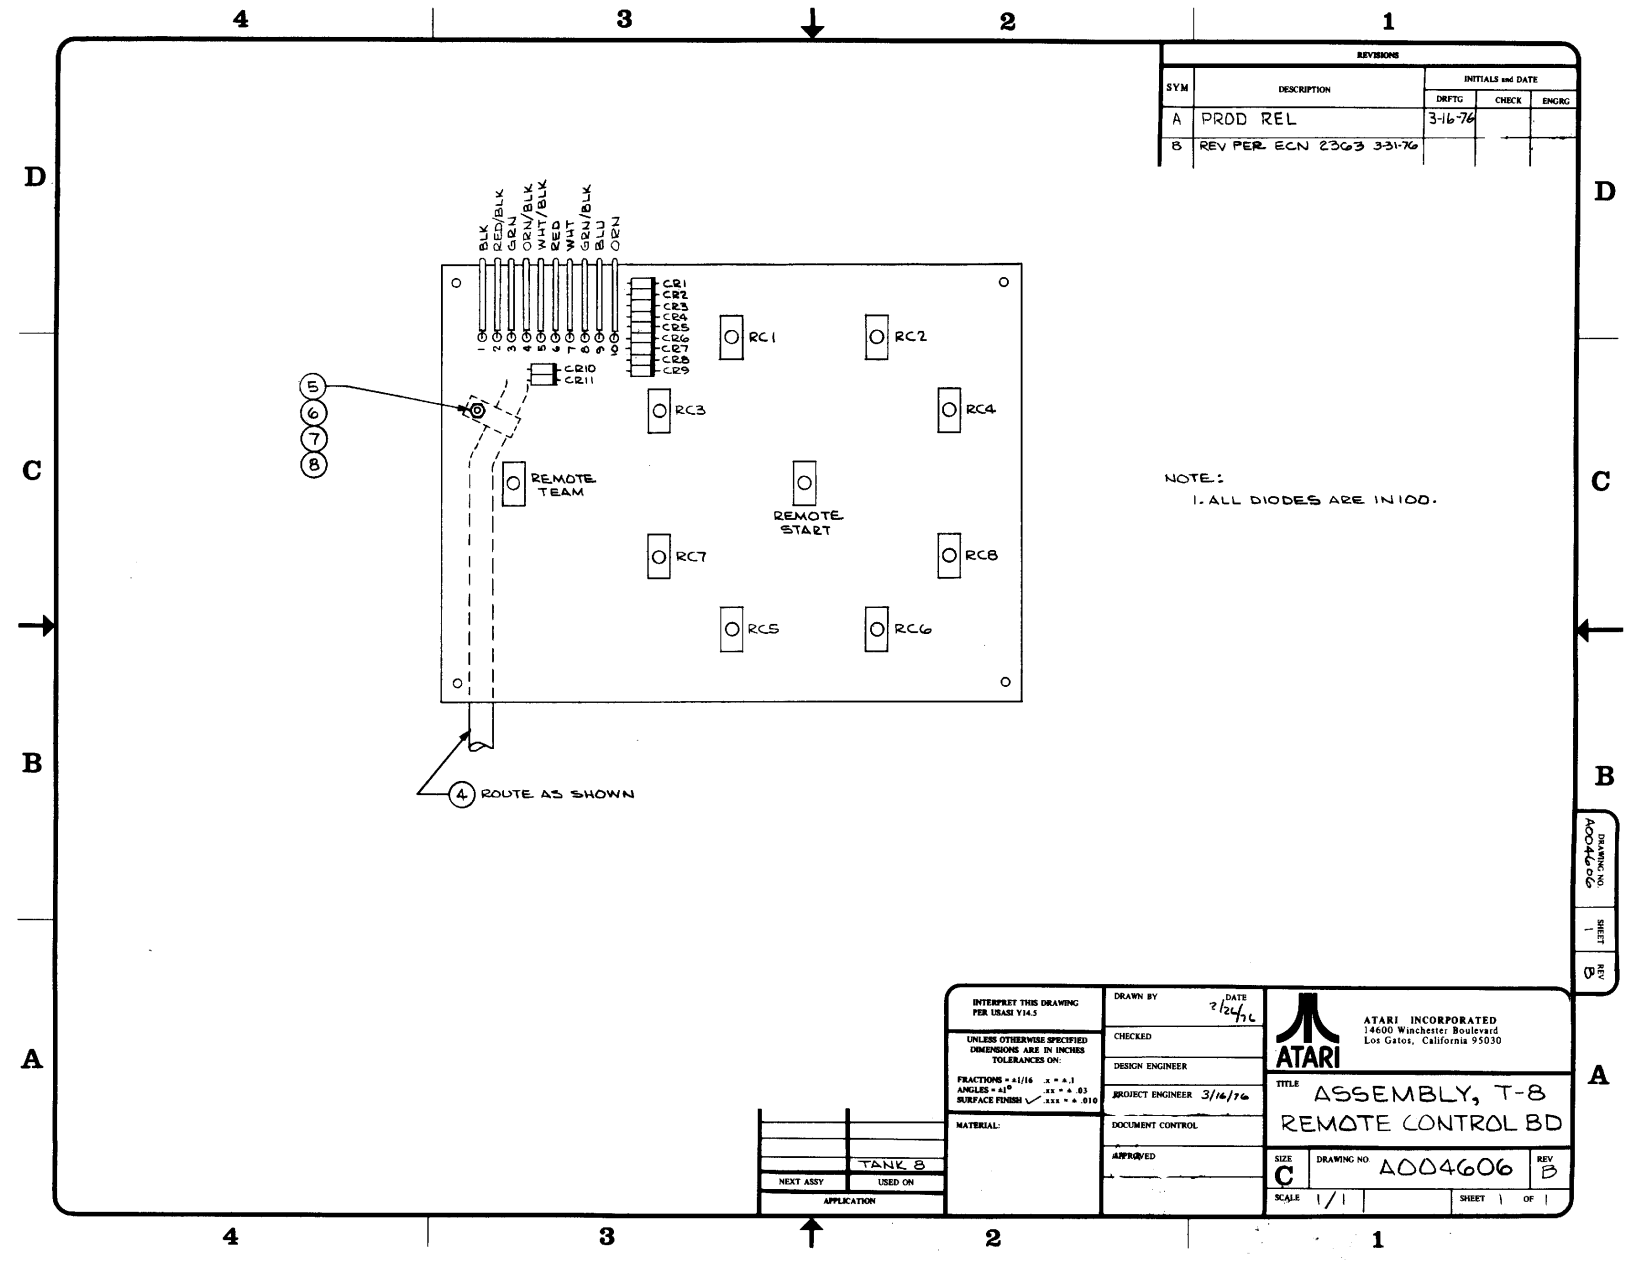 4 3 2 1
REVISIONS
SYM DESCRIPTION INITIALS and DATE
DRFTG CHECK ENGRG
A PROD REL 3-16-76
B REV PER ECN 2363 3-31-76
D D
BLK
RED/BLK
GRN
ORN/BLK
WHT/BLK
RED
WHT
GRN/BLK
BLU
ORN
1 2 3 4 5 6 7 8 9 10
CR1
CR2
CR3
CR4
CR5
CR6
CR7
CR8
CR9
CR10
CR11
RC1 RC2
RC3 RC4
5
6
7
8
C C
REMOTE
TEAM
REMOTE
START
NOTE:
1. ALL DIODES ARE IN100.
RC7 RC8
RC5 RC6
B B
4 ROUTE AS SHOWN
DRAWING NO.
A004606
SHEET
1
REV
B
A A
INTERPRET THIS DRAWING
PER USASI Y14.5
UNLESS OTHERWISE SPECIFIED
DIMENSIONS ARE IN INCHES
TOLERANCES ON:
FRACTIONS = ±1/16 .x = ± .1
ANGLES = ±1° .xx = ± .03
SURFACE FINISH ✓ .xxx = ± .010
MATERIAL:
DRAWN BY DATE
CHECKED
DESIGN ENGINEER
PROJECT ENGINEER 3/16/76
DOCUMENT CONTROL
APPROVED
ATARI
ATARI INCORPORATED
14600 Winchester Boulevard
Los Gatos, California 95030
TITLE
ASSEMBLY, T-8
REMOTE CONTROL BD
SIZE
C
DRAWING NO.
A004606
REV
B
SCALE 1/1 SHEET 1 OF 1
TANK 8
NEXT ASSY USED ON
APPLICATION
4 3 2 1